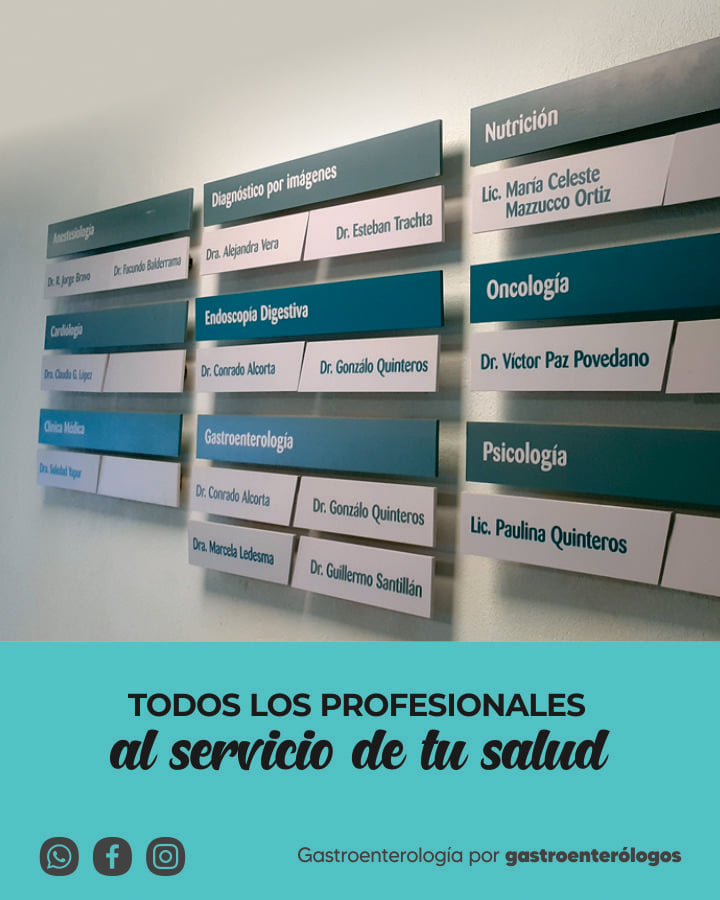 Anestesiología
Dr. R. Jorge Bravo
Dr. Facundo Balderrama
Cardiología
Dra. Claudia G. López
Clínica Médica
Dra. Soledad Yapur
Diagnóstico por imágenes
Dra. Alejandra Vera
Dr. Esteban Trachta
Endoscopía Digestiva
Dr. Conrado Alcorta
Dr. Gonzálo Quinteros
Gastroenterología
Dr. Conrado Alcorta
Dr. Gonzálo Quinteros
Dra. Marcela Ledesma
Dr. Guillermo Santillán
Nutrición
Lic. María Celeste
Mazzucco Ortiz
Oncología
Dr. Víctor Paz Povedano
Psicología
Lic. Paulina Quinteros
TODOS LOS PROFESIONALES
al servicio de tu salud
Gastroenterología por gastroenterólogos